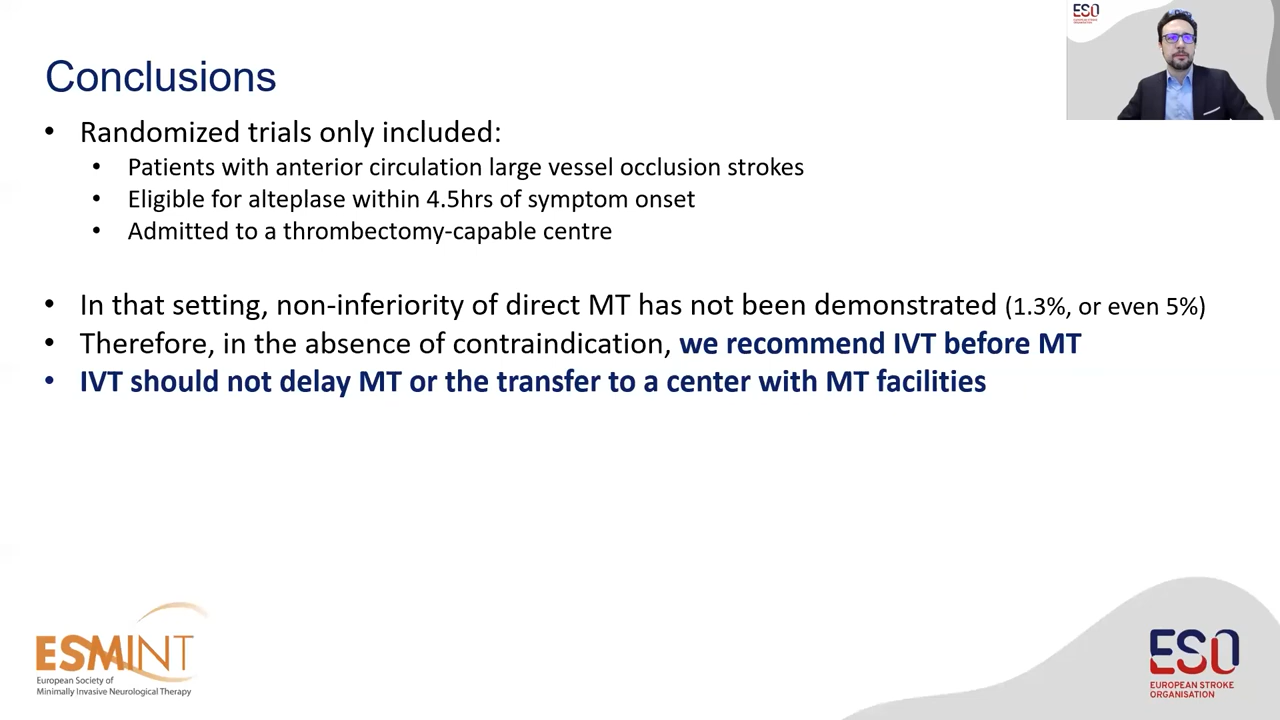 Conclusions
• Randomized trials only included:
• Patients with anterior circulation large vessel occlusion strokes
• Eligible for alteplase within 4.5hrs of symptom onset
• Admitted to a thrombectomy-capable centre
• In that setting, non-inferiority of direct MT has not been demonstrated (1.3%, or even 5%)
• Therefore, in the absence of contraindication, we recommend IVT before MT
• IVT should not delay MT or the transfer to a center with MT facilities
ESO
ESMINT
European Society of
Minimally Invasive Neurological Therapy
ESO
EUROPEAN STROKE
ORGANISATION